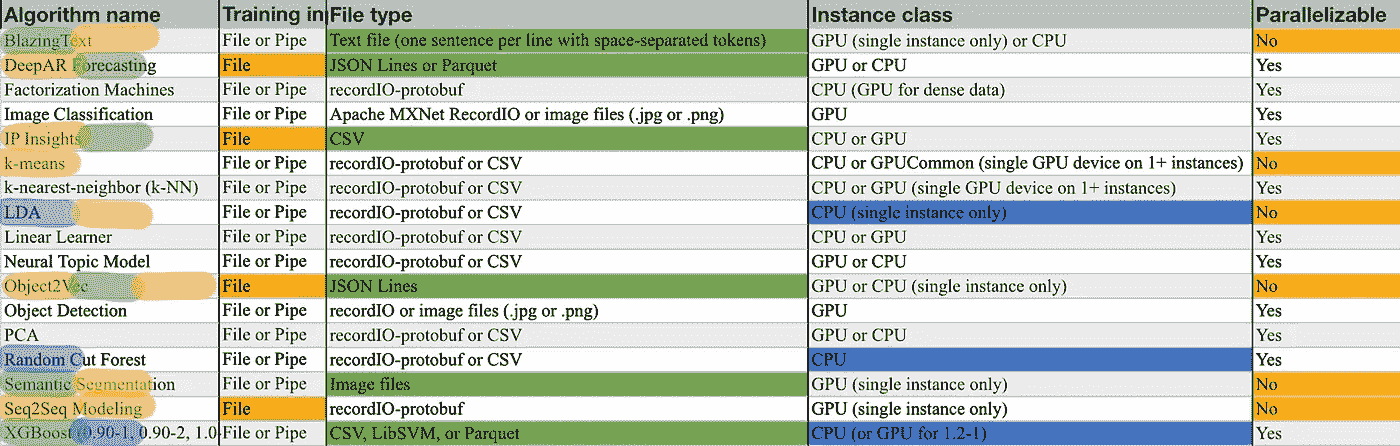 Algorithm name Training in File type Instance class Parallelizable
BlazingText File or Pipe Text file (one sentence per line with space-separated tokens) GPU (single instance only) or CPU No
DeepAR Forecasting File JSON Lines or Parquet GPU or CPU Yes
Factorization Machines File or Pipe recordIO-protobuf CPU (GPU for dense data) Yes
Image Classification File or Pipe Apache MXNet RecordIO or image files (.jpg or .png) GPU Yes
IP Insights File CSV CPU or GPU Yes
k-means File or Pipe recordIO-protobuf or CSV CPU or GPUCommon (single GPU device on 1+ instances) No
k-nearest-neighbor (k-NN) File or Pipe recordIO-protobuf or CSV CPU or GPU (single GPU device on 1+ instances) Yes
LDA File or Pipe recordIO-protobuf or CSV CPU (single instance only) No
Linear Learner File or Pipe recordIO-protobuf or CSV CPU or GPU Yes
Neural Topic Model File or Pipe recordIO-protobuf or CSV GPU or CPU Yes
Object2Vec File JSON Lines GPU or CPU (single instance only) No
Object Detection File or Pipe recordIO or image files (.jpg or .png) GPU Yes
PCA File or Pipe recordIO-protobuf or CSV GPU or CPU Yes
Random Cut Forest File or Pipe recordIO-protobuf or CSV CPU Yes
Semantic Segmentation File or Pipe Image files GPU (single instance only) No
Seq2Seq Modeling File recordIO-protobuf GPU (single instance only) No
XGBoost (0.90-1, 0.90-2, 1.0- File or Pipe CSV, LibSVM, or Parquet CPU (or GPU for 1.2-1) Yes